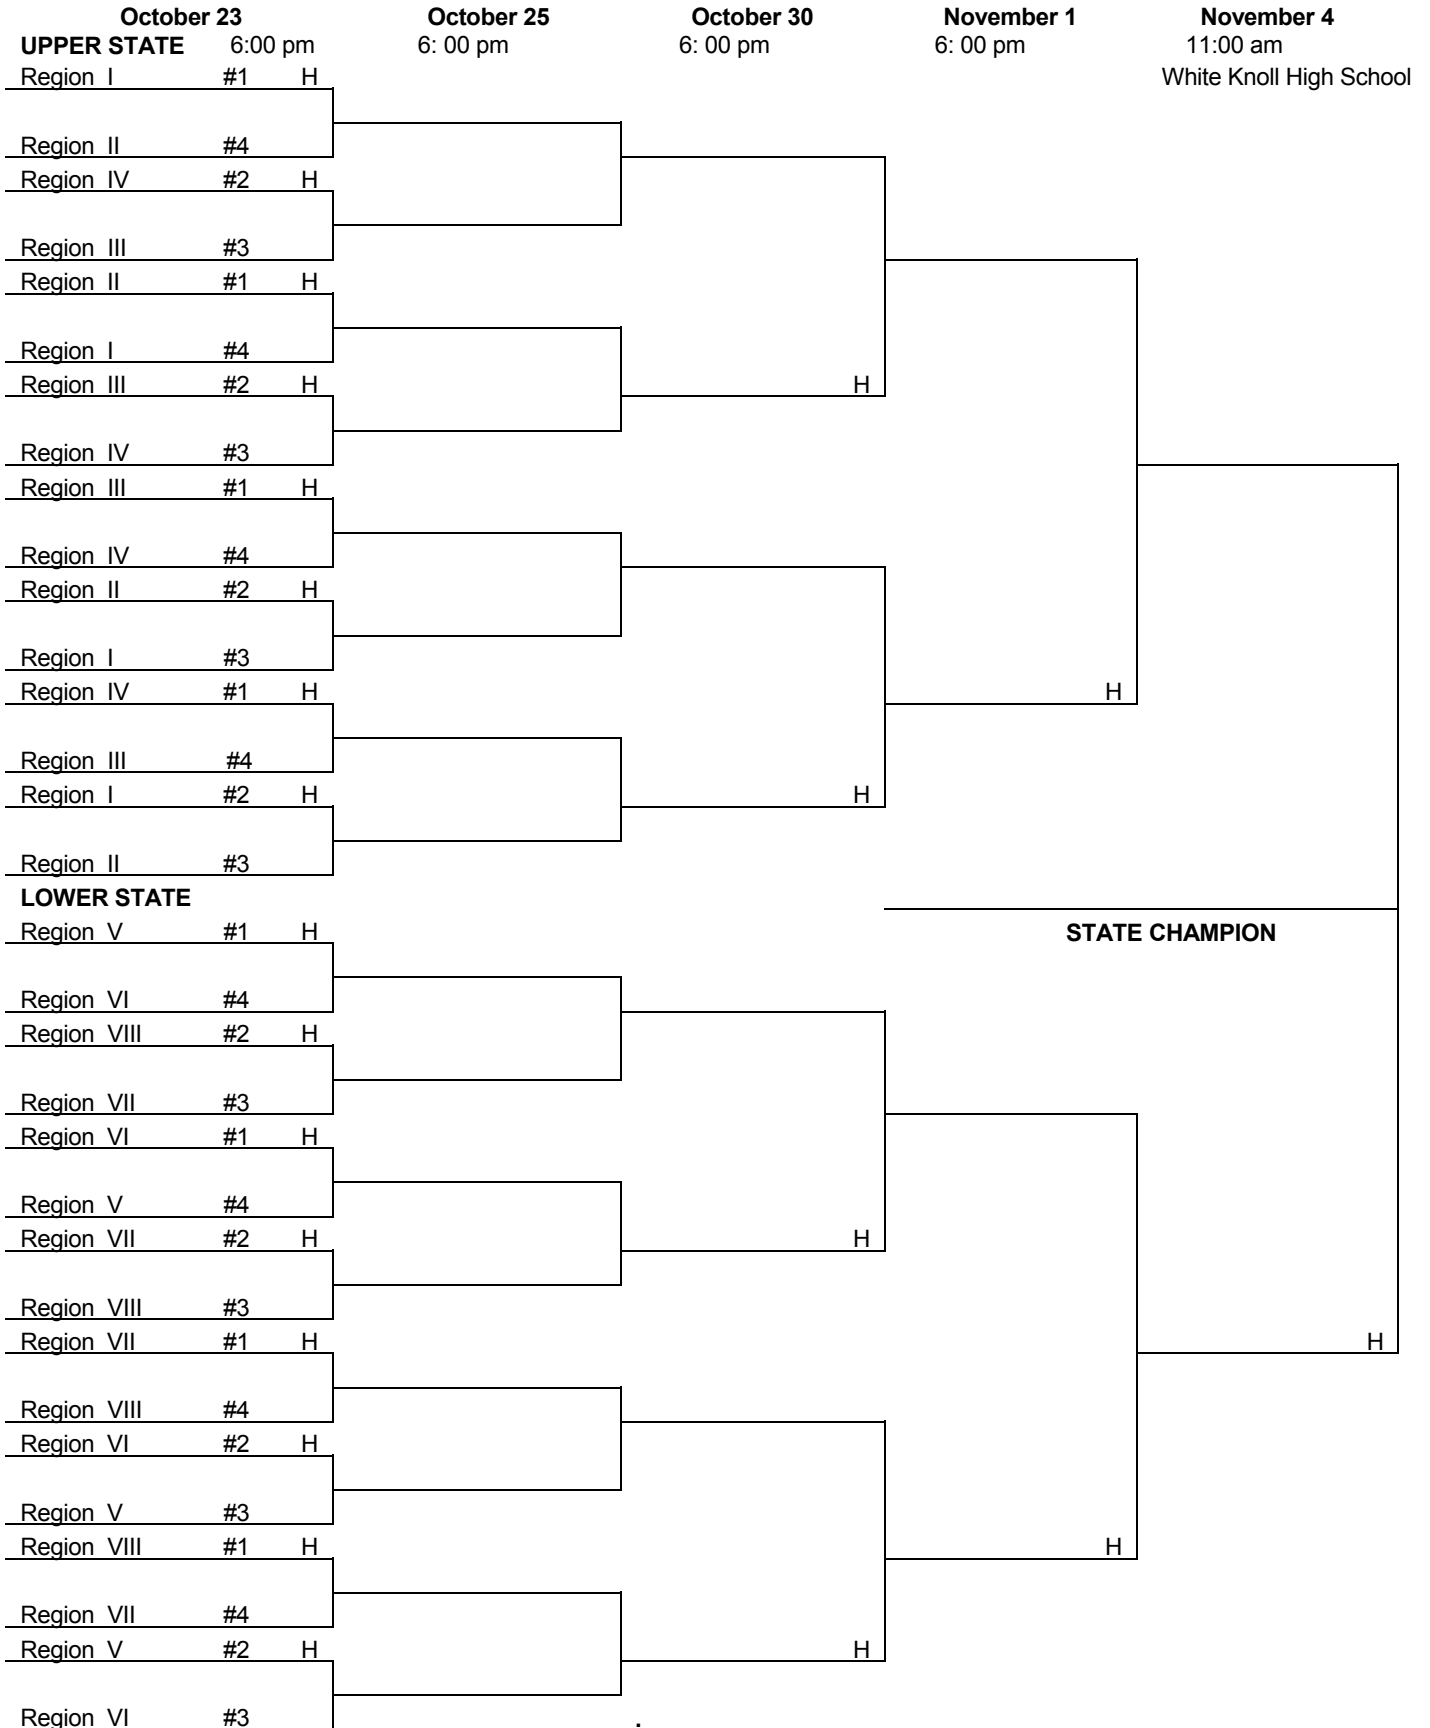 October 23 October 25 October 30 November 1 November 4
UPPER STATE 6:00 pm 6: 00 pm 6: 00 pm 6: 00 pm 11:00 am
Region I #1 H White Knoll High School
Region II #4
Region IV #2 H
Region III #3
Region II #1 H
Region I #4
Region III #2 H H
Region IV #3
Region III #1 H
Region IV #4
Region II #2 H
Region I #3
Region IV #1 H H
Region III #4
Region I #2 H H
Region II #3
LOWER STATE
Region V #1 H STATE CHAMPION
Region VI #4
Region VIII #2 H
Region VII #3
Region VI #1 H
Region V #4
Region VII #2 H H
Region VIII #3
Region VII #1 H H
Region VIII #4
Region VI #2 H
Region V #3
Region VIII #1 H H
Region VII #4
Region V #2 H H
Region VI #3 .